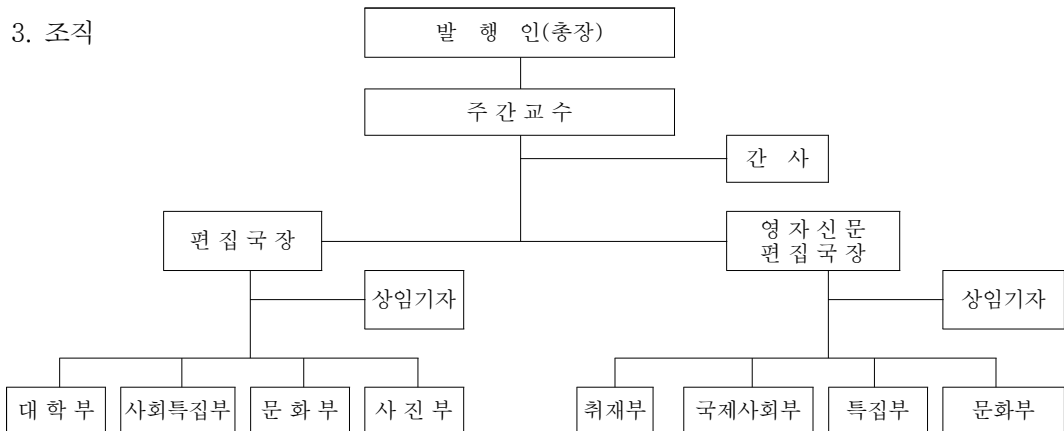 3. 조직
발 행 인(총장)
주 간 교 수
간 사
편 집 국 장
영 자 신 문
편 집 국 장
상임기자
상임기자
대 학 부
사회특집부
문 화 부
사 진 부
취재부
국제사회부
특집부
문화부